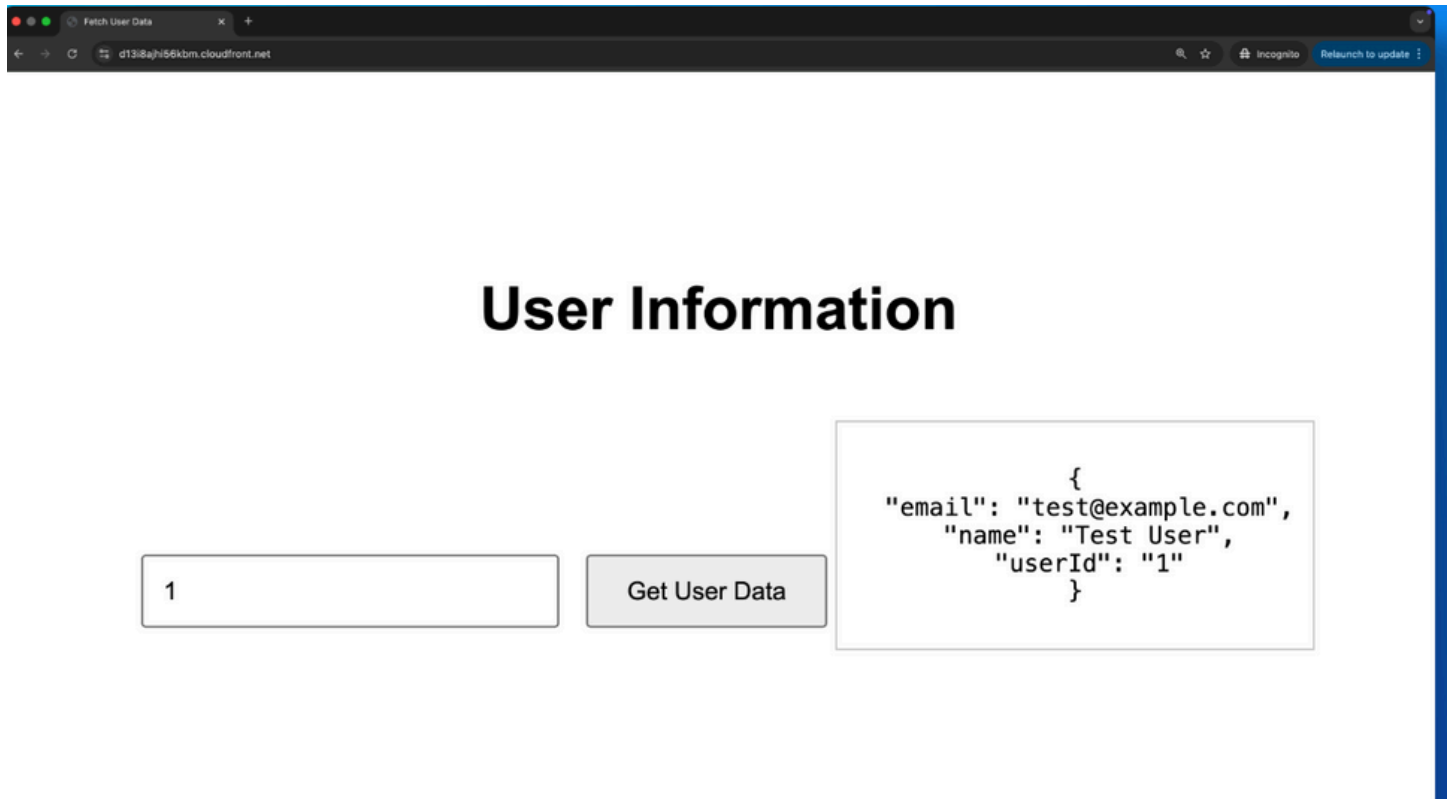 Fetch User Data
d13i8ajhi56kbm.cloudfront.net
Incognito
Relaunch to update
User Information
1
Get User Data
{
"email": "test@example.com",
"name": "Test User",
"userId": "1"
}